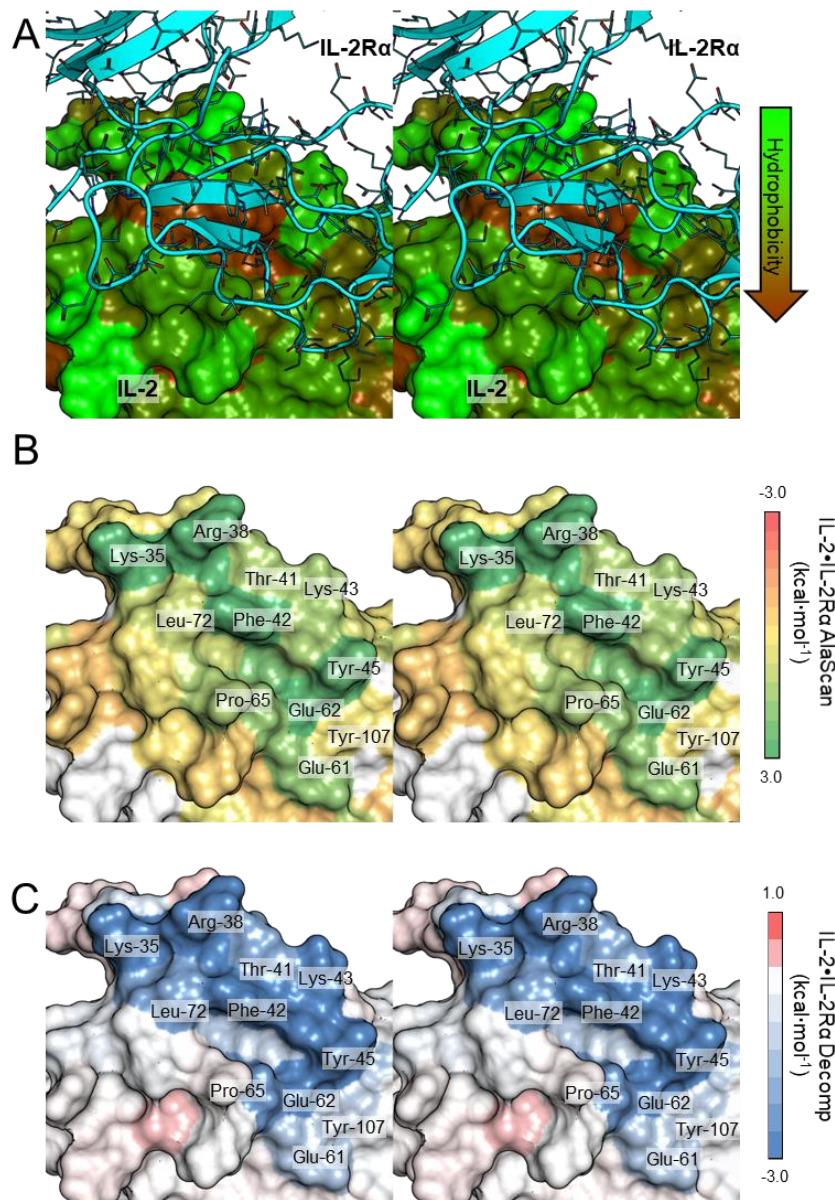 A
IL-2Rα
IL-2Rα
Hydrophobicity
IL-2
IL-2
B
-3.0
Arg-38
Arg-38
Lys-35
Lys-35
Thr-41
Thr-41
Lys-43
Lys-43
Leu-72
Phe-42
Leu-72
Phe-42
Tyr-45
Tyr-45
Pro-65
Pro-65
Glu-62
Glu-62
Tyr-107
Tyr-107
Glu-61
Glu-61
3.0
IL-2•IL-2Rα AlaScan
(kcal·mol-1)
C
1.0
Arg-38
Arg-38
Lys-35
Lys-35
Thr-41
Thr-41
Lys-43
Lys-43
Leu-72
Phe-42
Leu-72
Phe-42
Tyr-45
Tyr-45
Pro-65
Pro-65
Glu-62
Glu-62
Tyr-107
Tyr-107
Glu-61
Glu-61
-3.0
IL-2•IL-2Rα Decomp
(kcal·mol-1)